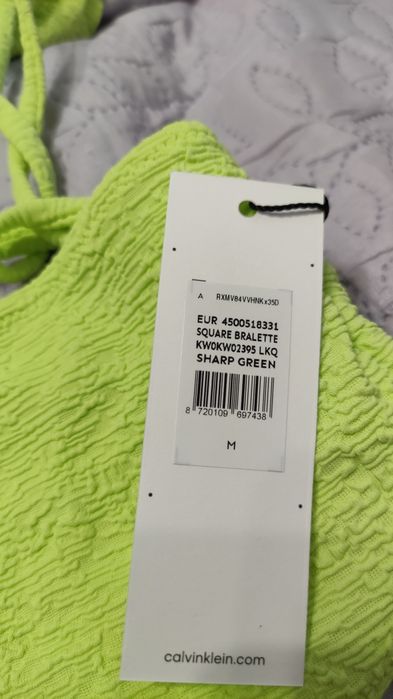 A RXMV84VVHNKx35D
EUR 4500518331
SQUARE BRALETTE
KW0KW02395 LKQ
SHARP GREEN
8 720109 697438
M
calvinklein.com